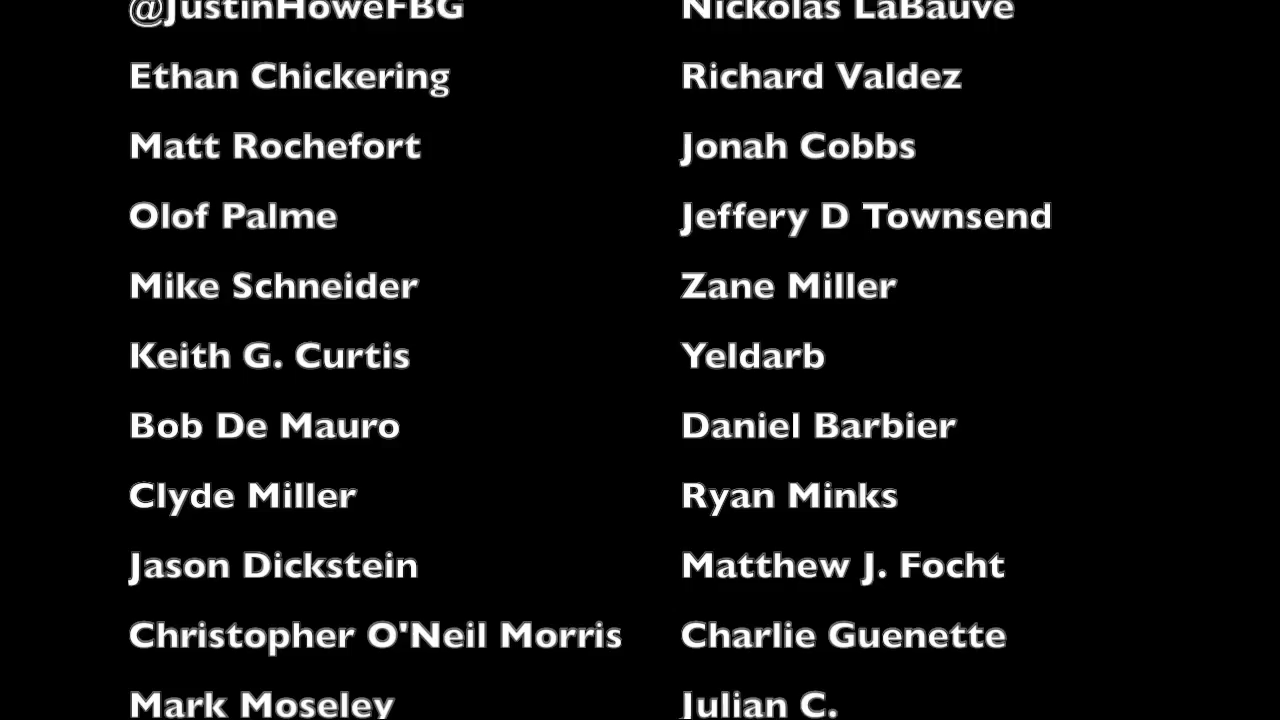 @JustinHoweFBG
Ethan Chickering
Matt Rochefort
Olof Palme
Mike Schneider
Keith G. Curtis
Bob De Mauro
Clyde Miller
Jason Dickstein
Christopher O'Neil Morris
Mark Moseley
Nickolas LaBauve
Richard Valdez
Jonah Cobbs
Jeffery D Townsend
Zane Miller
Yeldarb
Daniel Barbier
Ryan Minks
Matthew J. Focht
Charlie Guenette
Julian C.